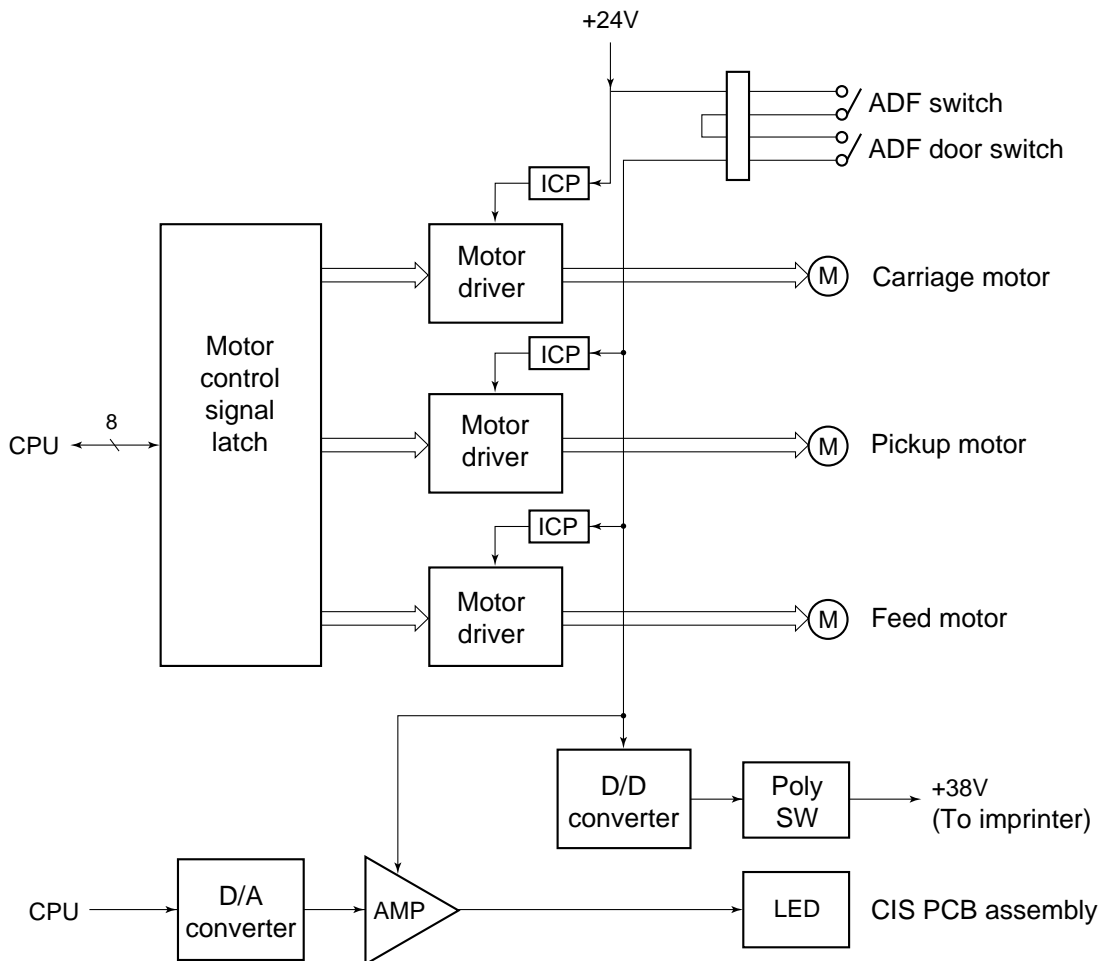 +24V
ADF switch
ADF door switch
ICP
Motor
driver
M
Carriage motor
Motor
control
signal
latch
ICP
8
CPU
Motor
driver
M
Pickup motor
ICP
Motor
driver
M
Feed motor
D/D
converter
Poly
SW
+38V
(To imprinter)
CPU
D/A
converter
AMP
LED
CIS PCB assembly